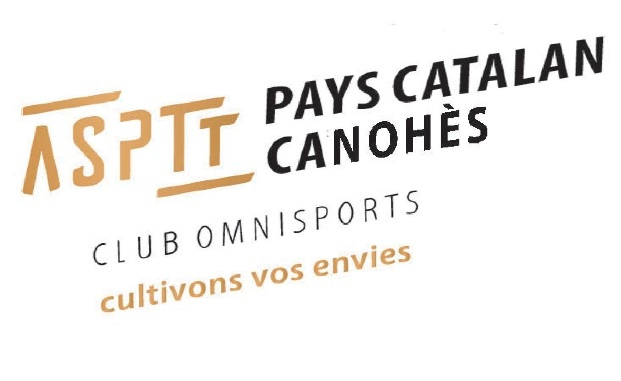 ASPTT PAYS CATALAN
CANOHÈS
CLUB OMNISPORTS
cultivons vos envies